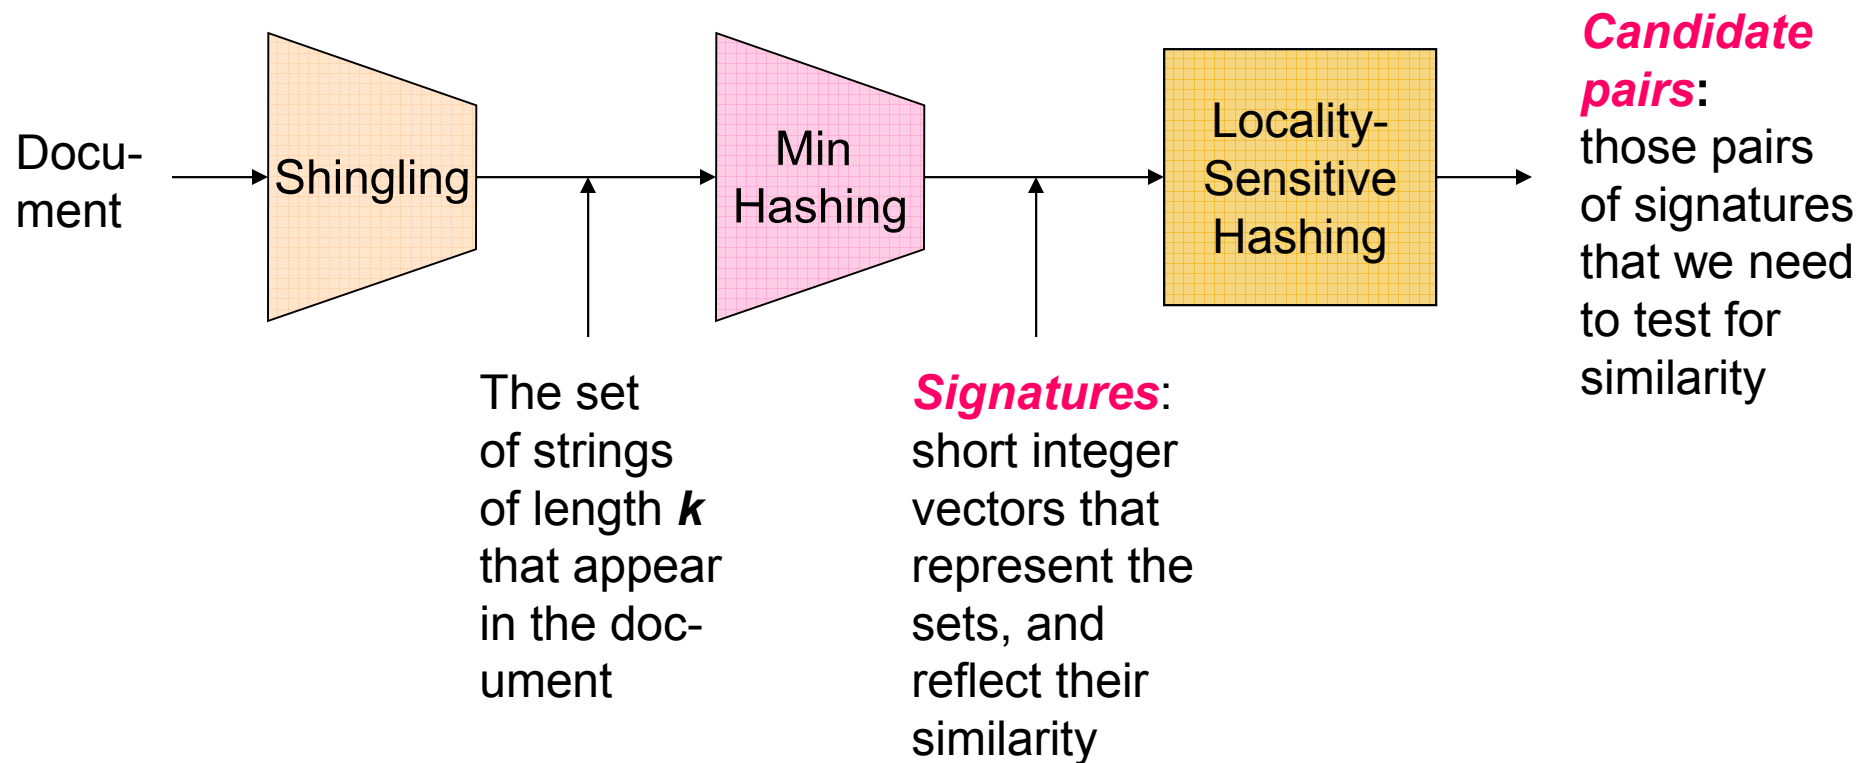 Docu-
ment
Shingling
The set
of strings
of length k
that appear
in the doc-
ument
Min
Hashing
Signatures:
short integer
vectors that
represent the
sets, and
reflect their
similarity
Locality-
Sensitive
Hashing
Candidate
pairs:
those pairs
of signatures
that we need
to test for
similarity